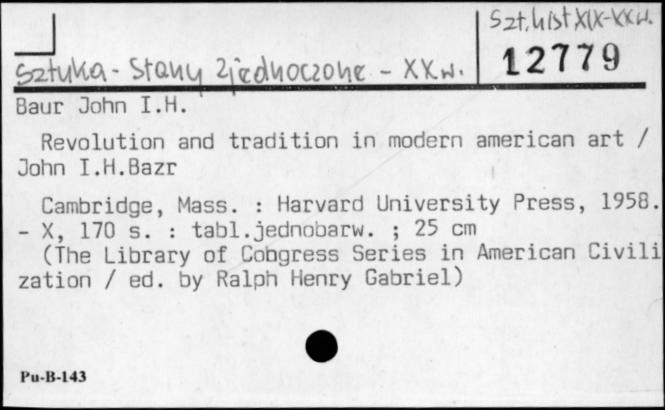 Szt.hist XIX-XXw.
12779
Sztuka - Stany Zjednoczone - XXw.
Baur John I.H.
Revolution and tradition in modern american art /
John I.H.Bazr
Cambridge, Mass. : Harvard University Press, 1958.
- X, 170 s. : tabl.jednobarw. ; 25 cm
(The Library of Cobgress Series in American Civili
zation / ed. by Ralph Henry Gabriel)
Pu-B-143